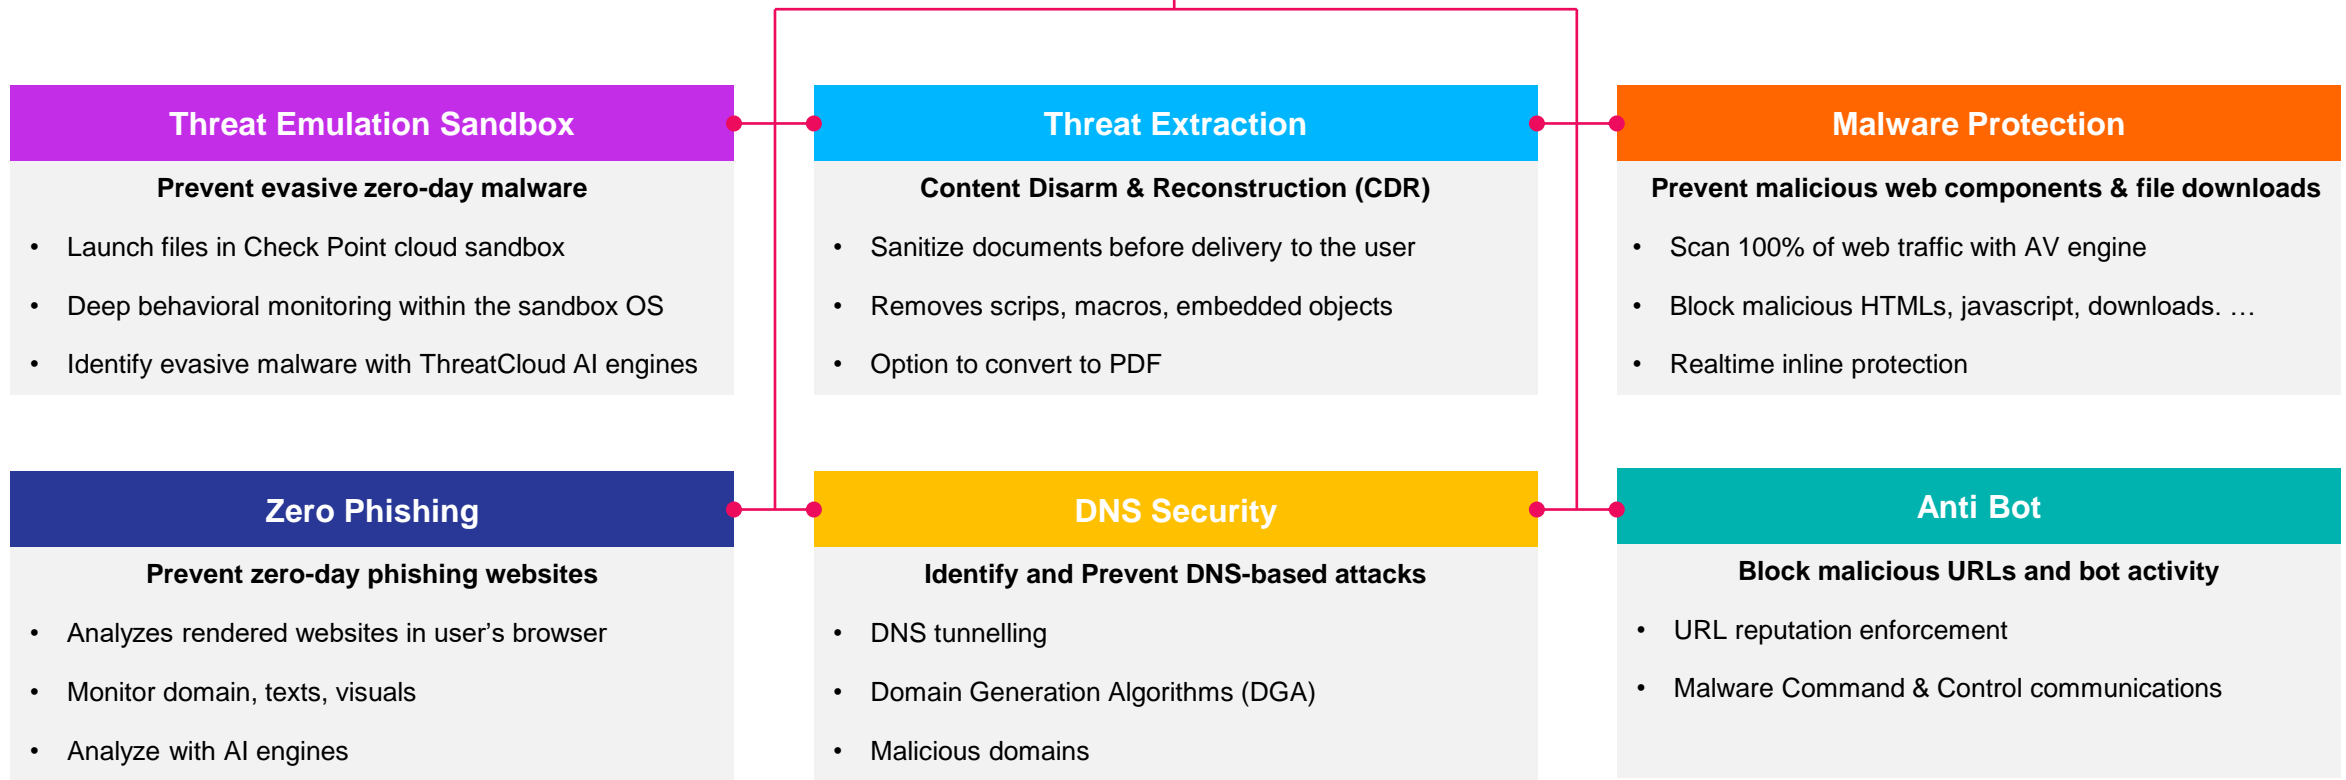 Threat Emulation Sandbox
Prevent evasive zero-day malware
• Launch files in Check Point cloud sandbox
• Deep behavioral monitoring within the sandbox OS
• Identify evasive malware with ThreatCloud AI engines
Threat Extraction
Content Disarm & Reconstruction (CDR)
• Sanitize documents before delivery to the user
• Removes scrips, macros, embedded objects
• Option to convert to PDF
Malware Protection
Prevent malicious web components & file downloads
• Scan 100% of web traffic with AV engine
• Block malicious HTMLs, javascript, downloads. …
• Realtime inline protection
Zero Phishing
Prevent zero-day phishing websites
• Analyzes rendered websites in user’s browser
• Monitor domain, texts, visuals
• Analyze with AI engines
DNS Security
Identify and Prevent DNS-based attacks
• DNS tunnelling
• Domain Generation Algorithms (DGA)
• Malicious domains
Anti Bot
Block malicious URLs and bot activity
• URL reputation enforcement
• Malware Command & Control communications